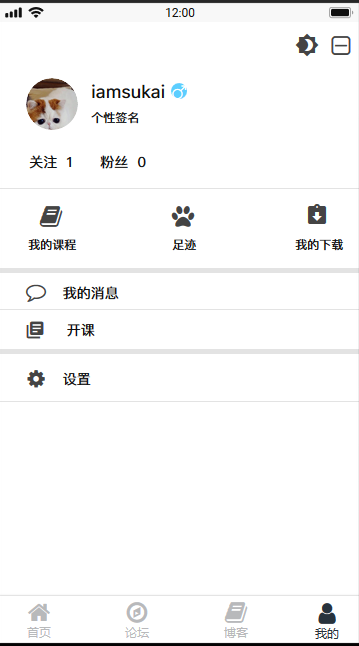 12:00
iamsukai
个性签名
关注 1 粉丝 0
我的课程 足迹 我的下载
我的消息
开课
设置
首页 论坛 博客 我的